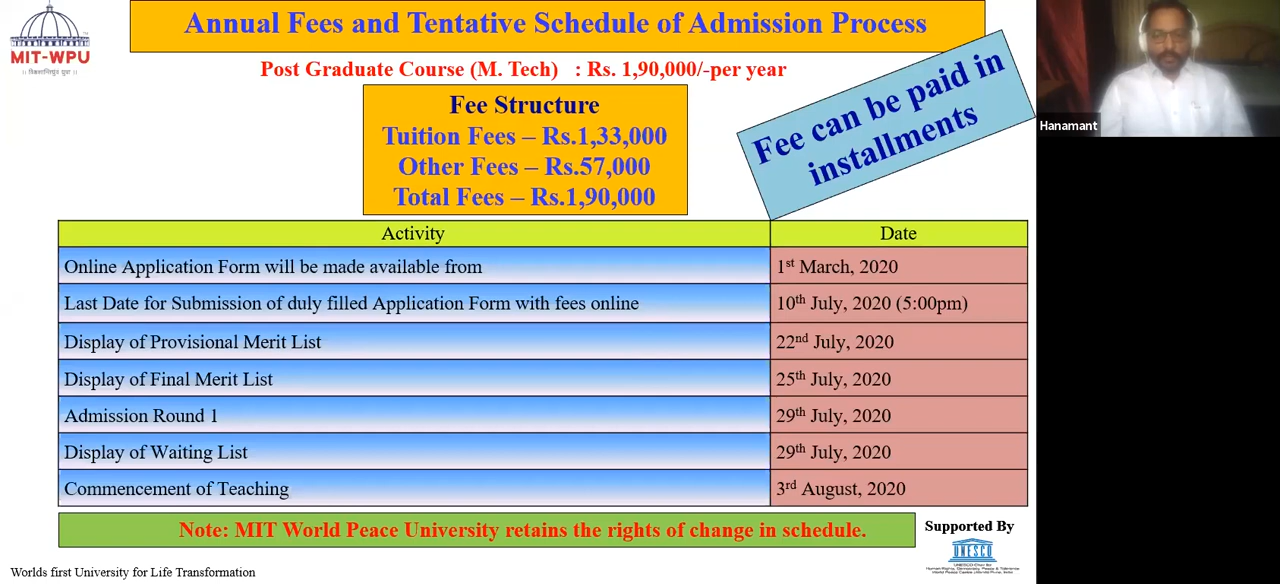 Annual Fees and Tentative Schedule of Admission Process
MIT-WPU
Post Graduate Course (M. Tech) : Rs. 1,90,000/-per year
Fee Structure
Tuition Fees – Rs.1,33,000
Other Fees – Rs.57,000
Total Fees – Rs.1,90,000
Fee can be paid in
installments
Hanamant
Activity Date
Online Application Form will be made available from 1st March, 2020
Last Date for Submission of duly filled Application Form with fees online 10th July, 2020 (5:00pm)
Display of Provisional Merit List 22nd July, 2020
Display of Final Merit List 25th July, 2020
Admission Round 1 29th July, 2020
Display of Waiting List 29th July, 2020
Commencement of Teaching 3rd August, 2020
Note: MIT World Peace University retains the rights of change in schedule.
Supported By
UNESCO
Worlds first University for Life Transformation